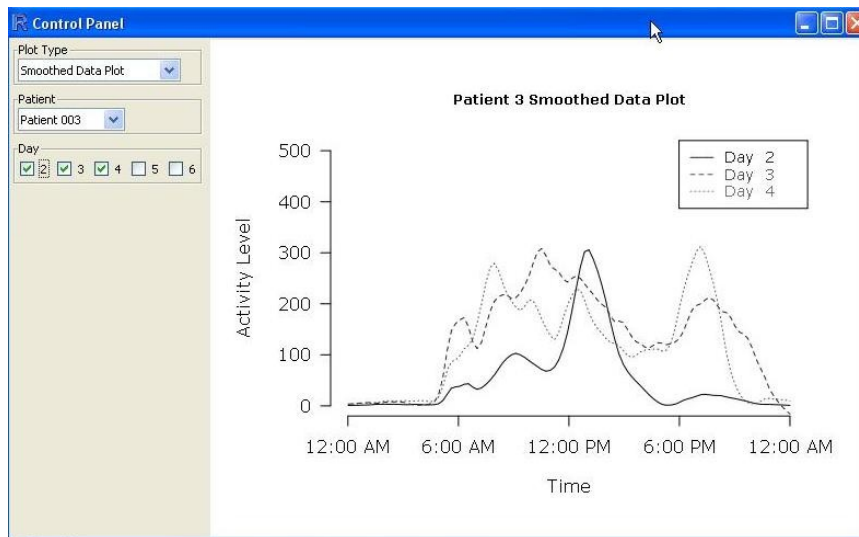 Control Panel
Plot Type
Smoothed Data Plot
Patient
Patient 003
Day
2 3 4 5 6
Patient 3 Smoothed Data Plot
Day 2
Day 3
Day 4
Activity Level
500
400
300
200
100
0
12:00 AM 6:00 AM 12:00 PM 6:00 PM 12:00 AM
Time